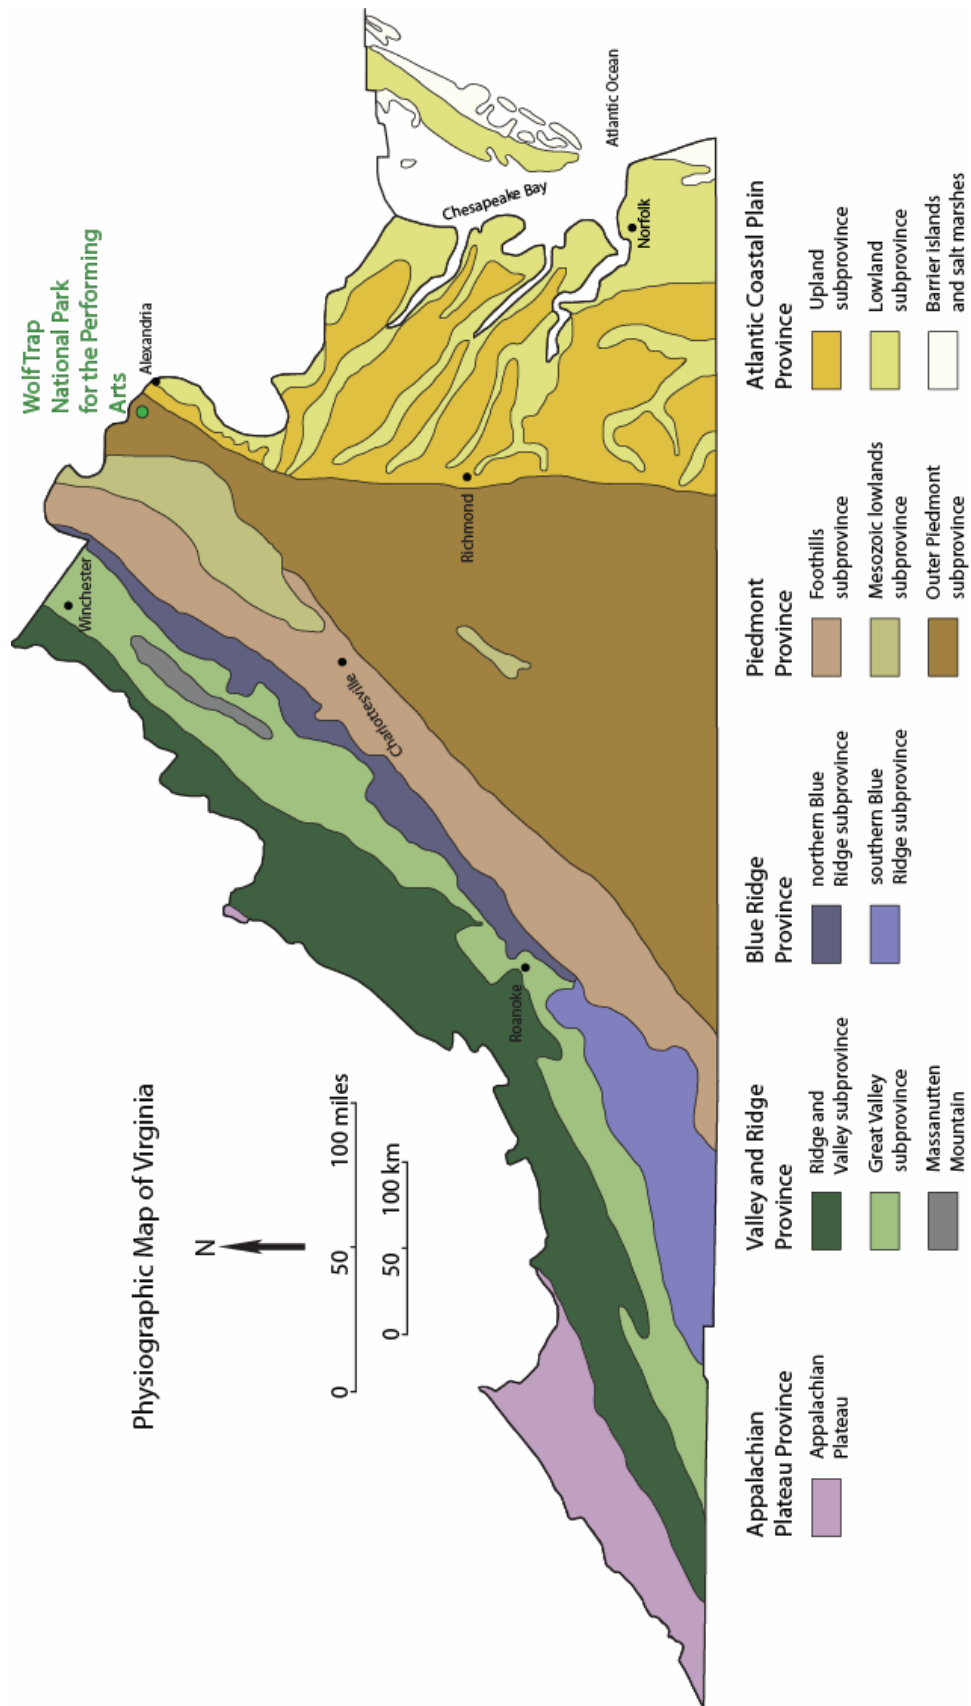 Physiographic Map of Virginia
N
0
50
100 miles
0
50
100 km
Wolf Trap
National Park
for the Performing
Arts
Alexandria
Winchester
Charlottesville
Richmond
Roanoke
Norfolk
Chesapeake Bay
Atlantic Ocean
Appalachian
Plateau Province
Appalachian
Plateau
Valley and Ridge
Province
Ridge and
Valley subprovince
Great Valley
subprovince
Massanutten
Mountain
Blue Ridge
Province
northern Blue
Ridge subprovince
southern Blue
Ridge subprovince
Piedmont
Province
Foothills
subprovince
Mesozoic lowlands
subprovince
Outer Piedmont
subprovince
Atlantic Coastal Plain
Province
Upland
subprovince
Lowland
subprovince
Barrier islands
and salt marshes